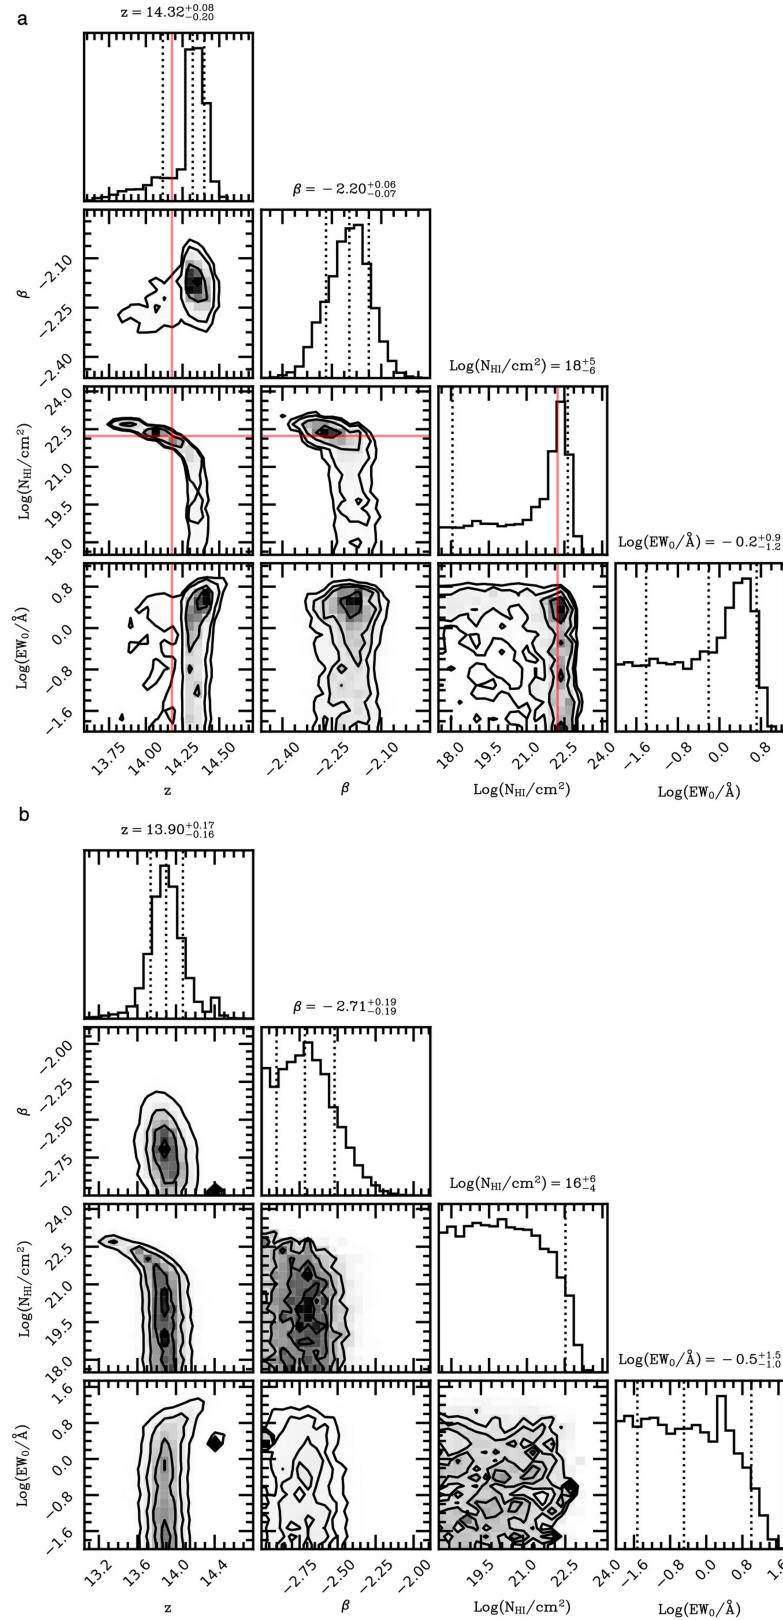 a
z = 14.32+0.08−0.20
β = −2.20+0.06−0.07
β
−2.10
−2.25
−2.40
Log(NHI/cm²) = 18+5−6
Log(NHI/cm²)
24.0
22.5
21.0
19.5
18.0
Log(EW0/Å) = −0.2+0.9−1.2
Log(EW0/Å)
0.8
0.0
−0.8
−1.6
13.75 14.00 14.25 14.50 −2.40 −2.25 −2.10 18.0 19.5 21.0 22.5 24.0 −1.6 −0.8 0.0 0.8
z β Log(NHI/cm²) Log(EW0/Å)
b
z = 13.90+0.17−0.16
β = −2.71+0.19−0.19
β
−2.00
−2.25
−2.50
−2.75
Log(NHI/cm²) = 16+6−4
Log(NHI/cm²)
24.0
22.5
21.0
19.5
18.0
Log(EW0/Å) = −0.5+1.5−1.0
Log(EW0/Å)
1.6
0.8
0.0
−0.8
−1.6
13.2 13.6 14.0 14.4 −2.75 −2.50 −2.25 −2.00 19.5 21.0 22.5 24.0 −1.6 −0.8 0.0 0.8 1.6
z β Log(NHI/cm²) Log(EW0/Å)